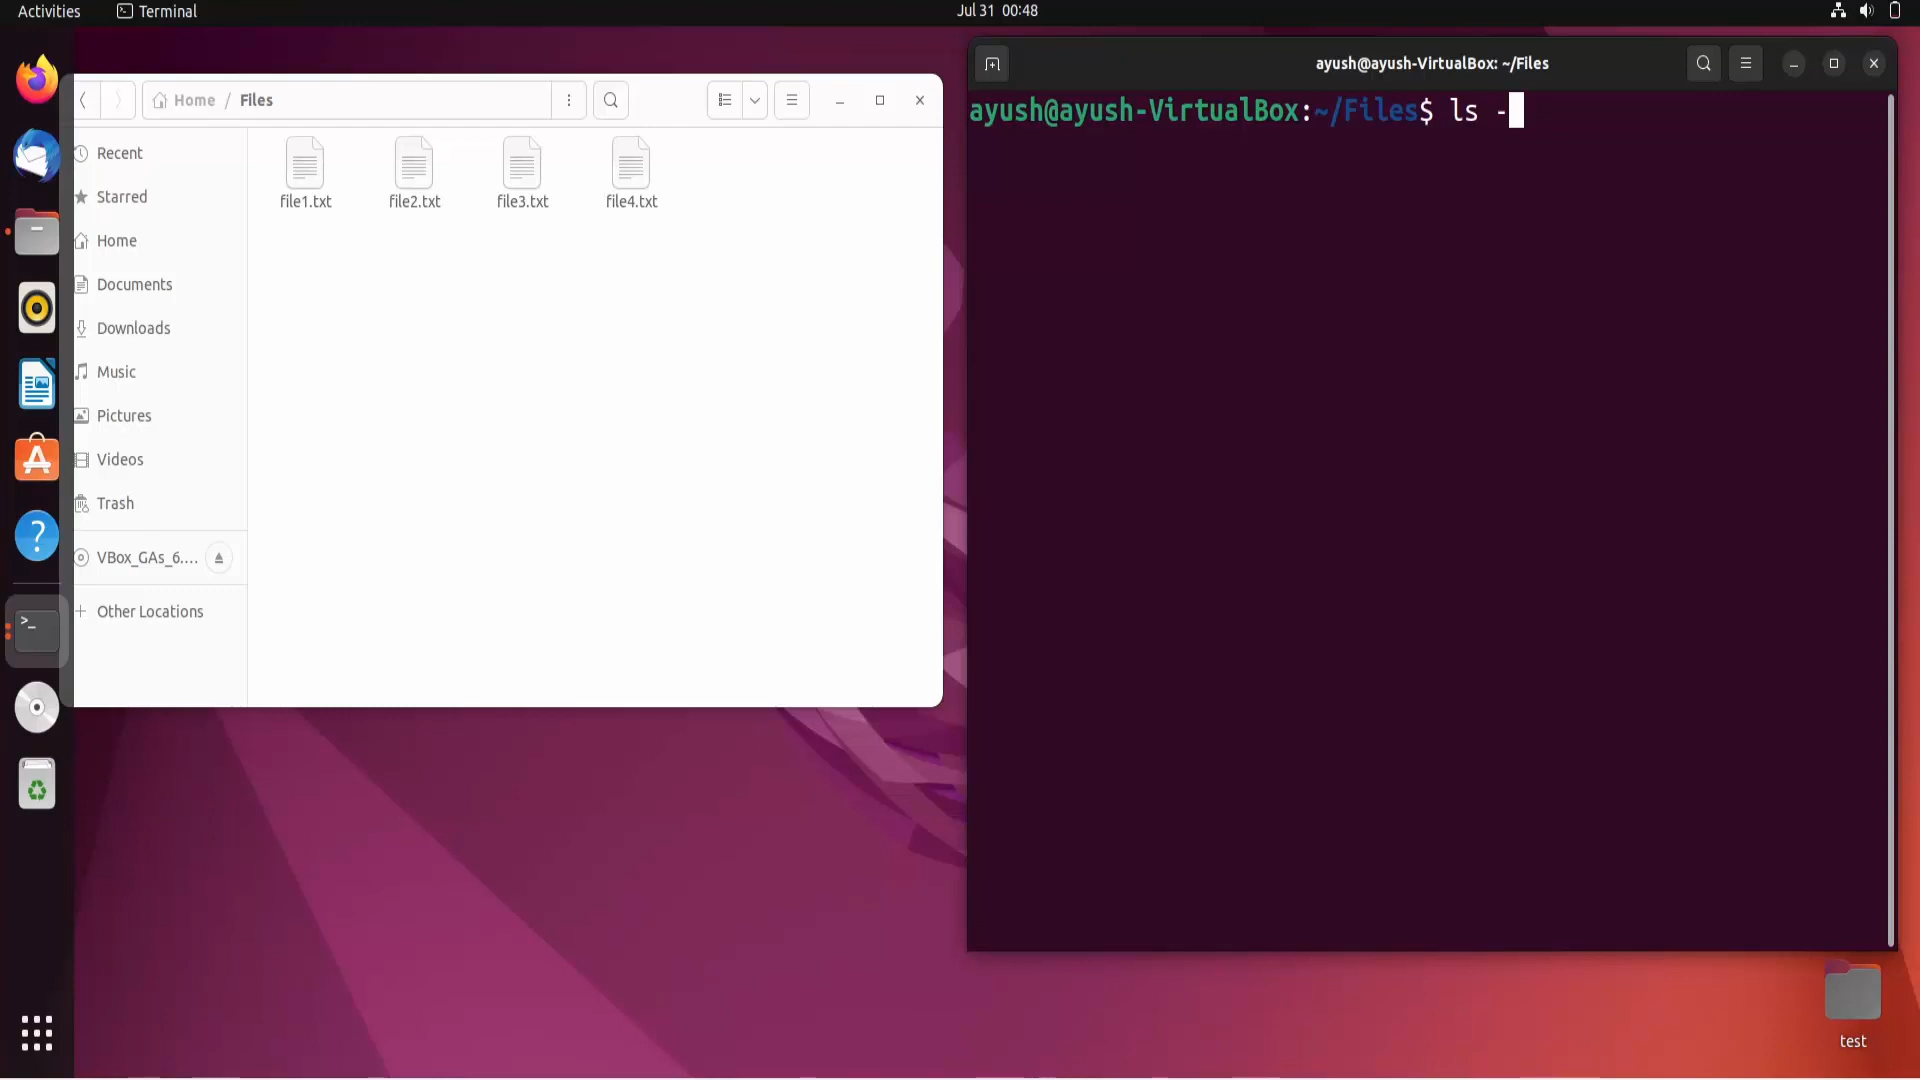 Activities
Terminal
Jul 31 00:48
Home / Files
Recent
Starred
Home
Documents
Downloads
Music
Pictures
Videos
Trash
VBox_GAs_6....
+ Other Locations
file1.txt
file2.txt
file3.txt
file4.txt
ayush@ayush-VirtualBox: ~/Files
ayush@ayush-VirtualBox:~/Files$ ls -
test